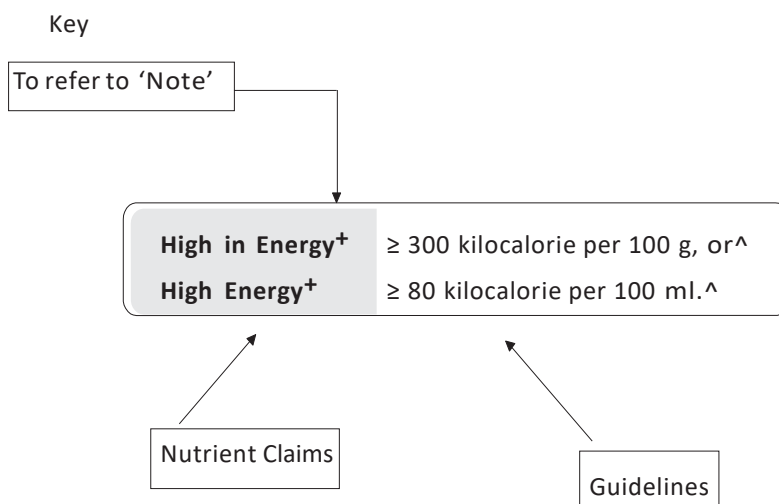 Key
To refer to ‘Note’
High in Energy⁺ ≥ 300 kilocalorie per 100 g, or^
High Energy⁺ ≥ 80 kilocalorie per 100 ml.^
Nutrient Claims
Guidelines